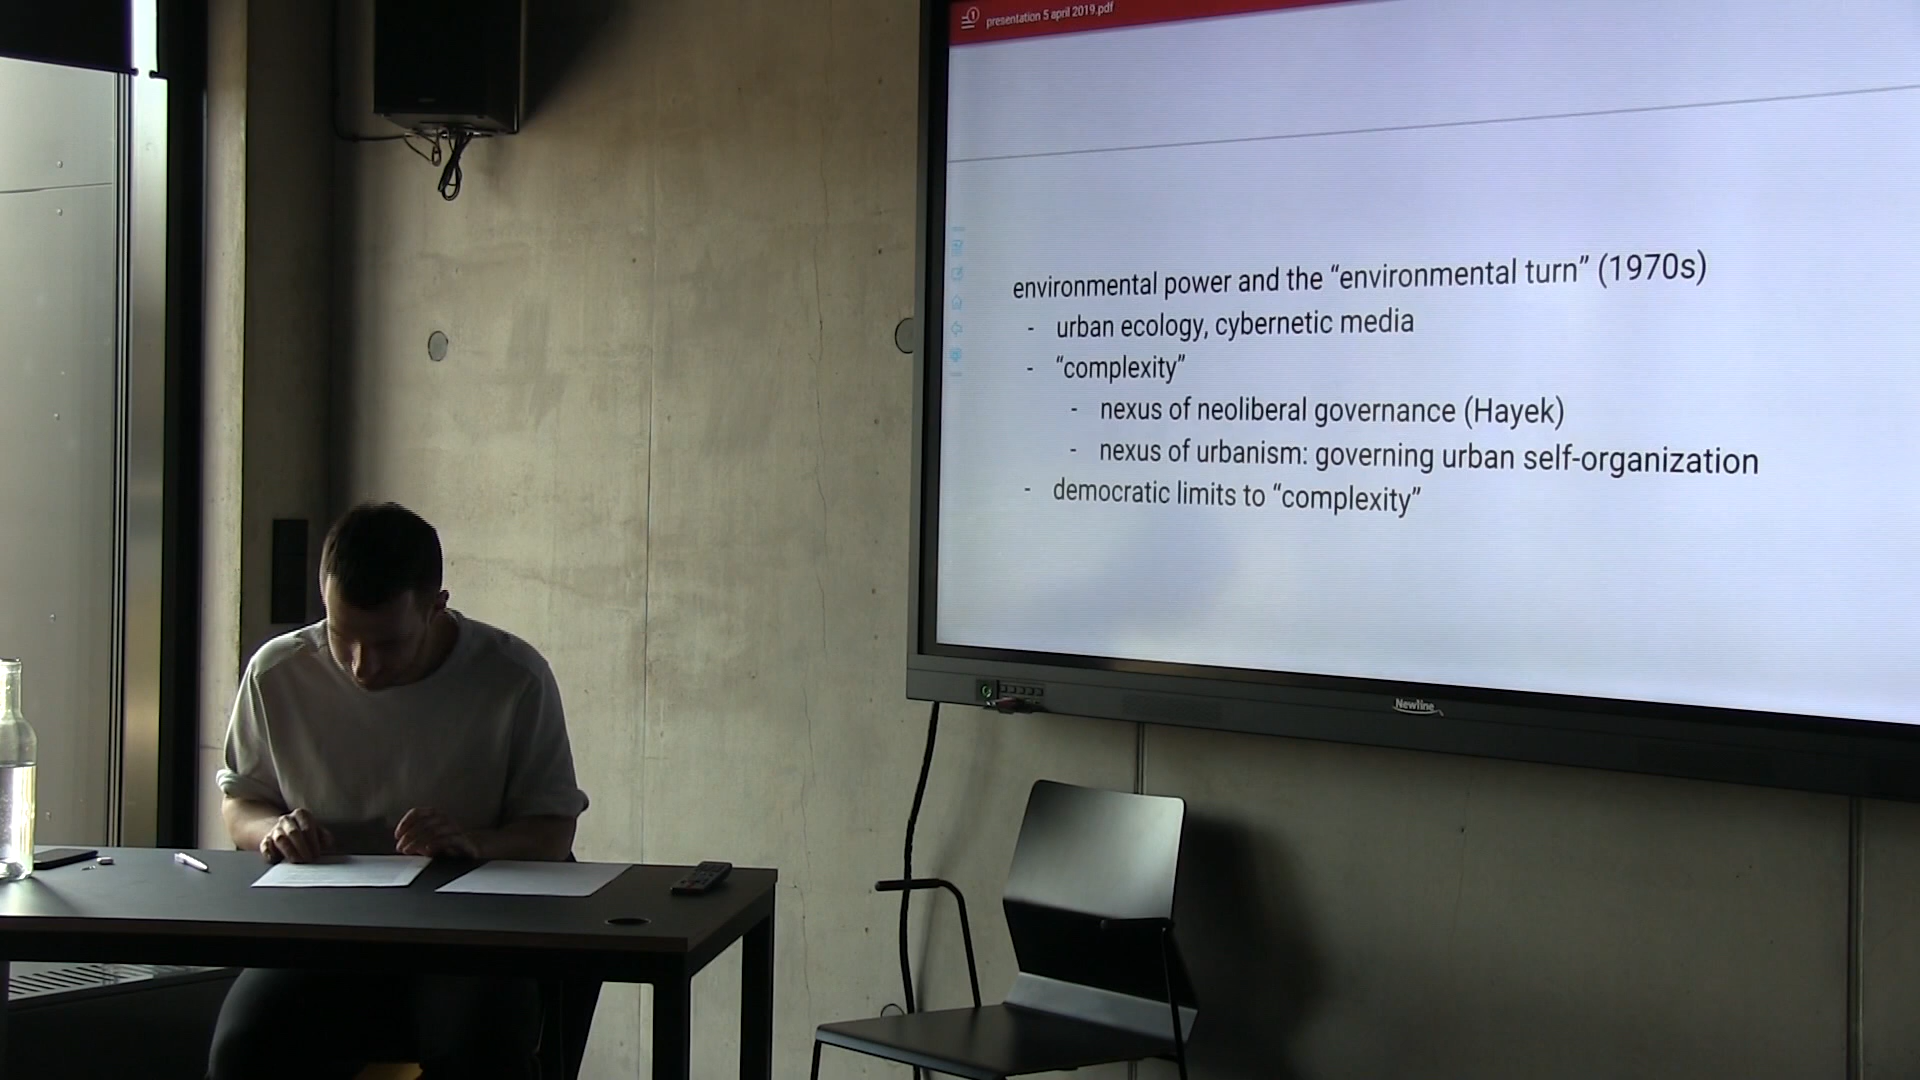 presentation 5 april 2019.pdf
environmental power and the “environmental turn” (1970s)
- urban ecology, cybernetic media
- “complexity”
- nexus of neoliberal governance (Hayek)
- nexus of urbanism: governing urban self-organization
- democratic limits to “complexity”
Newline